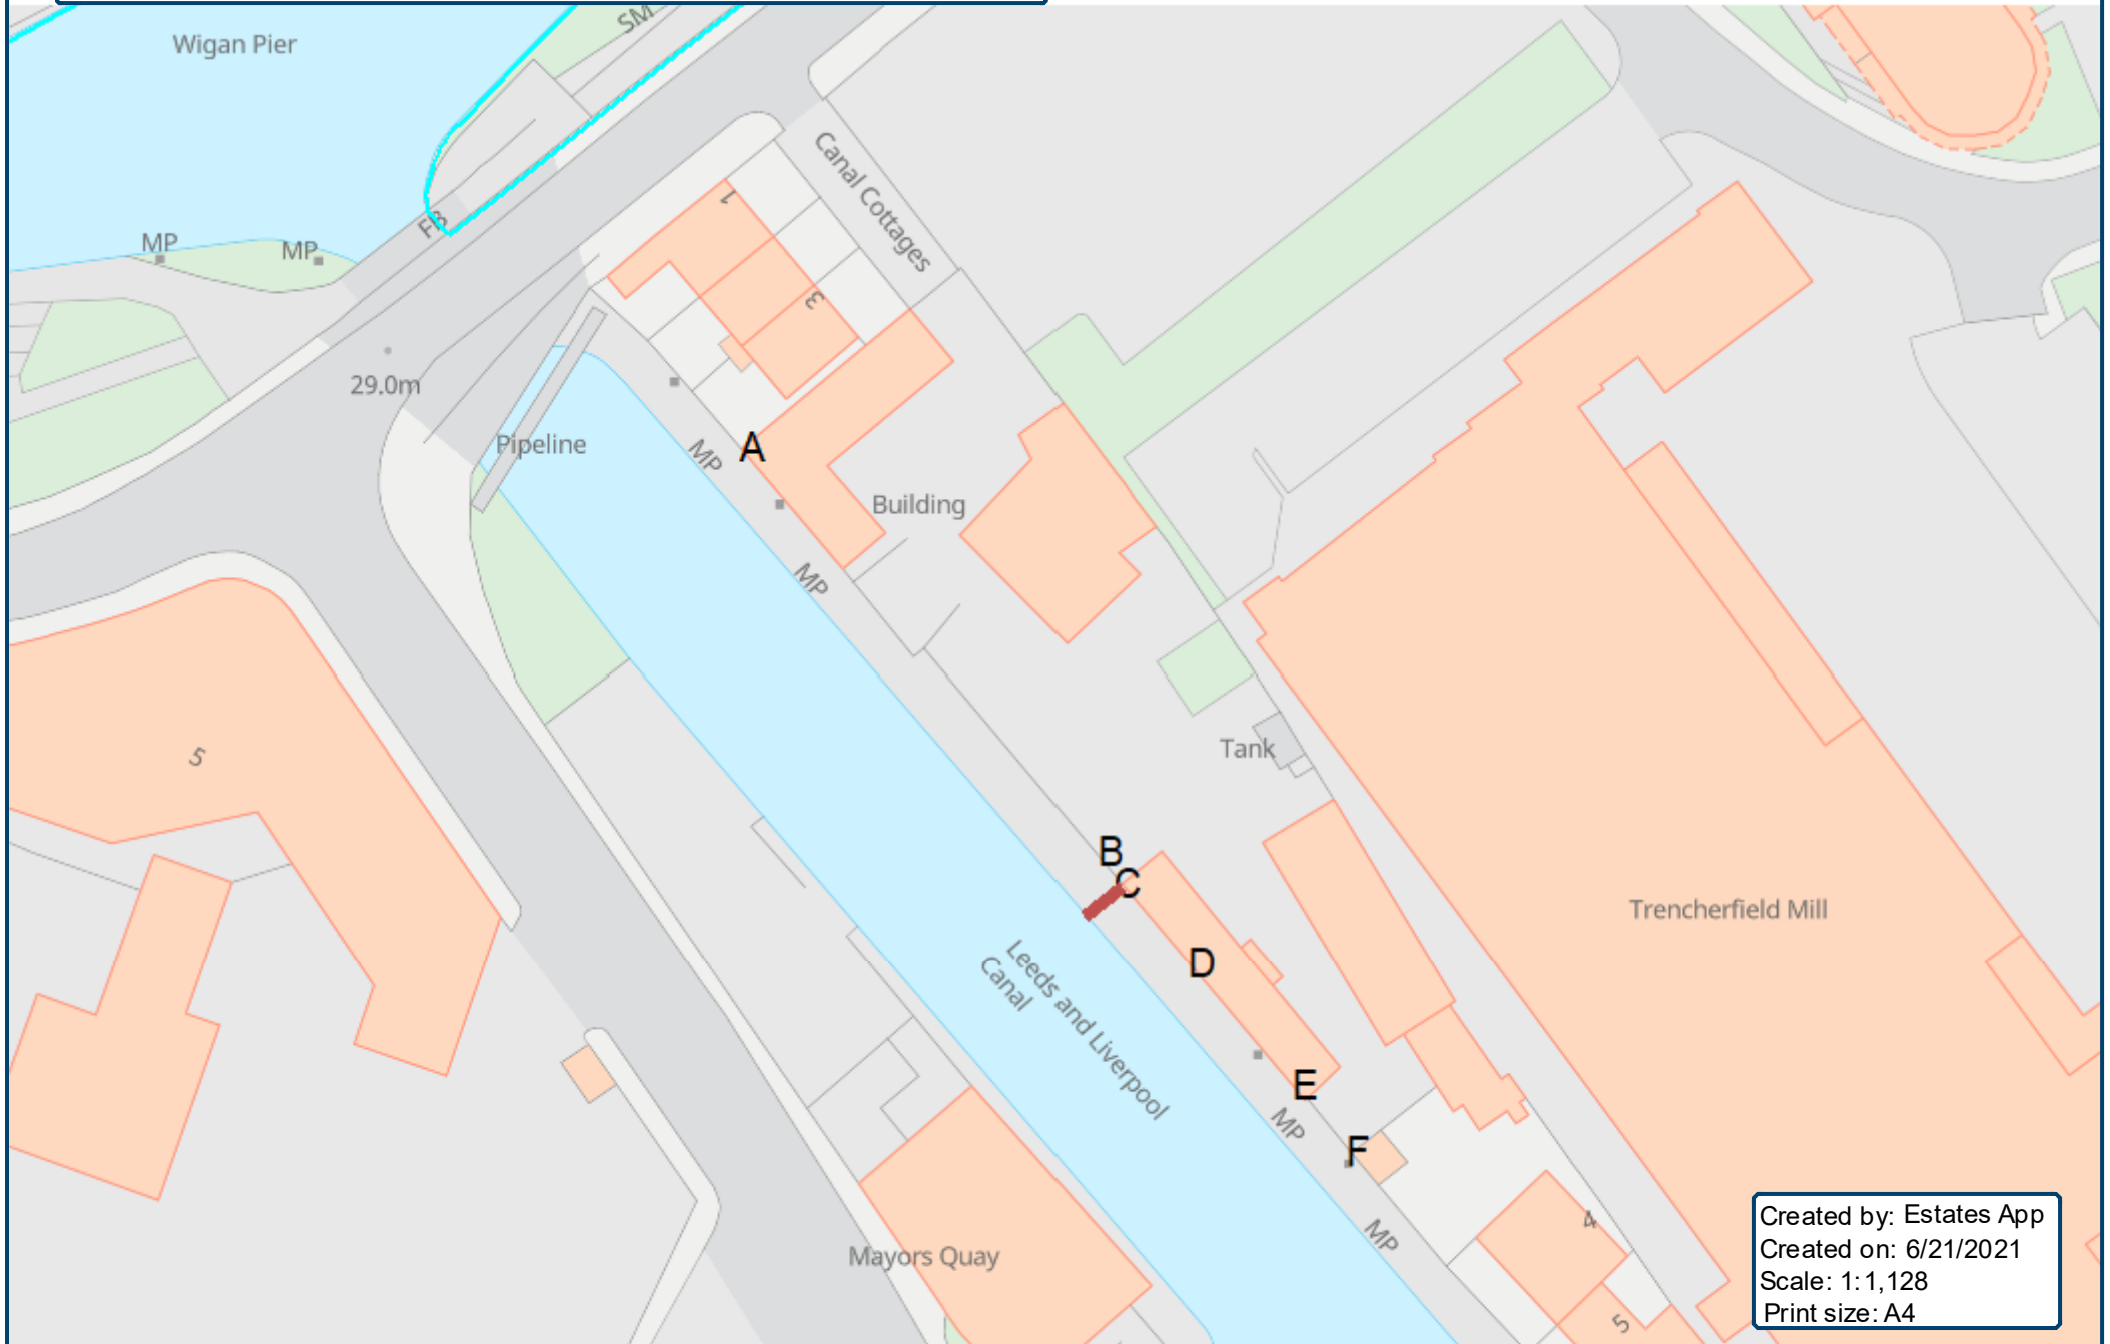 Wigan Pier
SM
FB
MP
MP
Canal Cottages
1
3
29.0m
Pipeline
MP
A
Building
MP
5
Tank
B
C
Trencherfield Mill
D
Leeds and Liverpool
Canal
E
MP
F
MP
4
5
Mayors Quay
Created by: Estates App
Created on: 6/21/2021
Scale: 1:1,128
Print size: A4